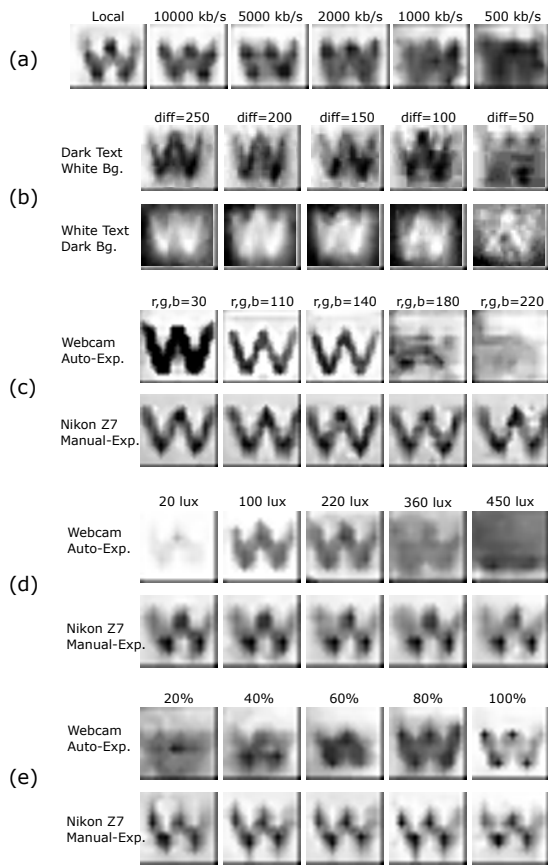 Local 10000 kb/s 5000 kb/s 2000 kb/s 1000 kb/s 500 kb/s
(a)
W W W W
diff=250 diff=200 diff=150 diff=100 diff=50
Dark Text
White Bg.
W W W W
(b)
White Text
Dark Bg.
W W W W W
r,g,b=30 r,g,b=110 r,g,b=140 r,g,b=180 r,g,b=220
Webcam
Auto-Exp.
W W W
(c)
Nikon Z7
Manual-Exp.
W W W W W
20 lux 100 lux 220 lux 360 lux 450 lux
Webcam
Auto-Exp.
W W W W
(d)
Nikon Z7
Manual-Exp.
W W W W W
20% 40% 60% 80% 100%
Webcam
Auto-Exp.
W W W
(e)
Nikon Z7
Manual-Exp.
W W W W W